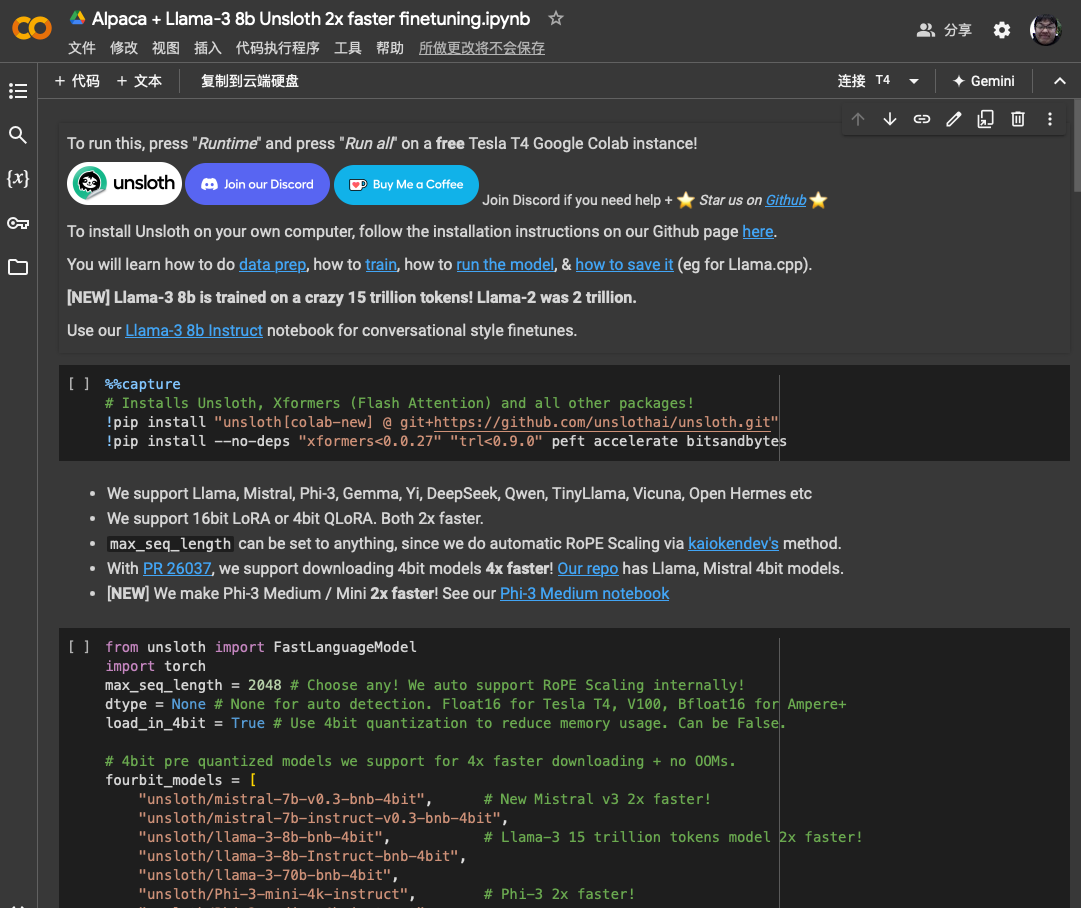 Alpaca + Llama-3 8b Unsloth 2x faster finetuning.ipynb
文件 修改 视图 插入 代码执行程序 工具 帮助 所做更改将不会保存
分享
+ 代码 + 文本 复制到云端硬盘
连接 T4 Gemini
To run this, press "Runtime" and press "Run all" on a free Tesla T4 Google Colab instance!
unsloth Join our Discord Buy Me a Coffee Join Discord if you need help + ⭐ Star us on Github ⭐
To install Unsloth on your own computer, follow the installation instructions on our Github page here.
You will learn how to do data prep, how to train, how to run the model, & how to save it (eg for Llama.cpp).
[NEW] Llama-3 8b is trained on a crazy 15 trillion tokens! Llama-2 was 2 trillion.
Use our Llama-3 8b Instruct notebook for conversational style finetunes.
[ ] %%capture
# Installs Unsloth, Xformers (Flash Attention) and all other packages!
!pip install "unsloth[colab-new] @ git+https://github.com/unslothai/unsloth.git"
!pip install --no-deps "xformers<0.0.27" "trl<0.9.0" peft accelerate bitsandbytes
• We support Llama, Mistral, Phi-3, Gemma, Yi, DeepSeek, Qwen, TinyLlama, Vicuna, Open Hermes etc
• We support 16bit LoRA or 4bit QLoRA. Both 2x faster.
• max_seq_length can be set to anything, since we do automatic RoPE Scaling via kaiokendev's method.
• With PR 26037, we support downloading 4bit models 4x faster! Our repo has Llama, Mistral 4bit models.
• [NEW] We make Phi-3 Medium / Mini 2x faster! See our Phi-3 Medium notebook
[ ] from unsloth import FastLanguageModel
import torch
max_seq_length = 2048 # Choose any! We auto support RoPE Scaling internally!
dtype = None # None for auto detection. Float16 for Tesla T4, V100, Bfloat16 for Ampere+
load_in_4bit = True # Use 4bit quantization to reduce memory usage. Can be False.
# 4bit pre quantized models we support for 4x faster downloading + no OOMs.
fourbit_models = [
"unsloth/mistral-7b-v0.3-bnb-4bit", # New Mistral v3 2x faster!
"unsloth/mistral-7b-instruct-v0.3-bnb-4bit",
"unsloth/llama-3-8b-bnb-4bit", # Llama-3 15 trillion tokens model 2x faster!
"unsloth/llama-3-8b-Instruct-bnb-4bit",
"unsloth/llama-3-70b-bnb-4bit",
"unsloth/Phi-3-mini-4k-instruct", # Phi-3 2x faster!